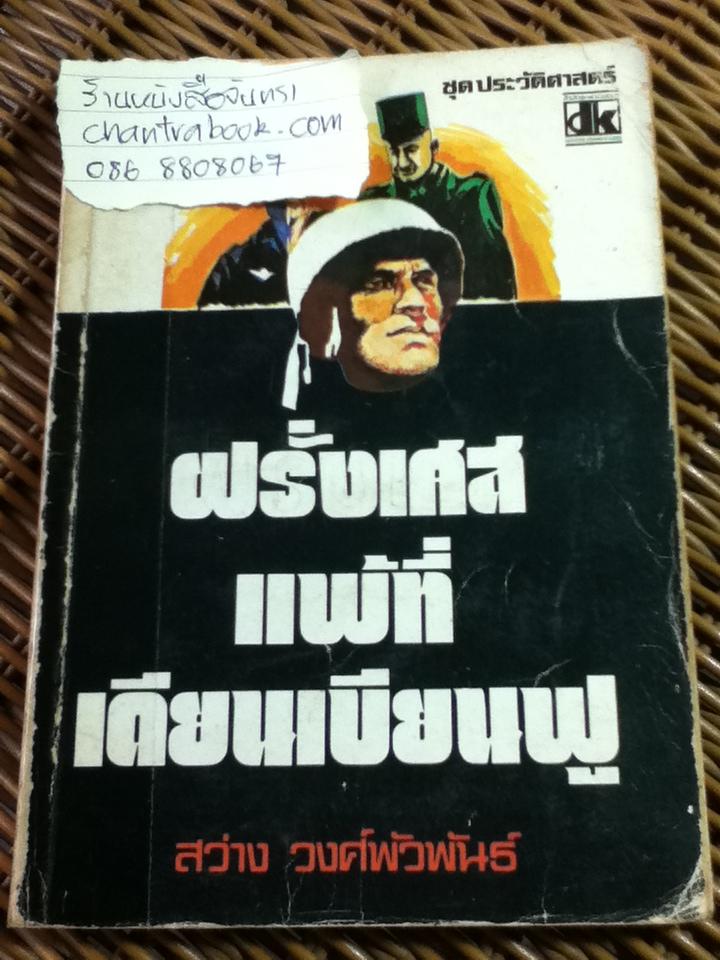 ร้านหนังสือจันทรา
chantrabook.com
086 8808067
ชุดประวัติศาสตร์
dk
ฝรั่งเศส
แพ้ที่
เดียนเบียนฟู
สว่าง วงศ์พัวพันธ์